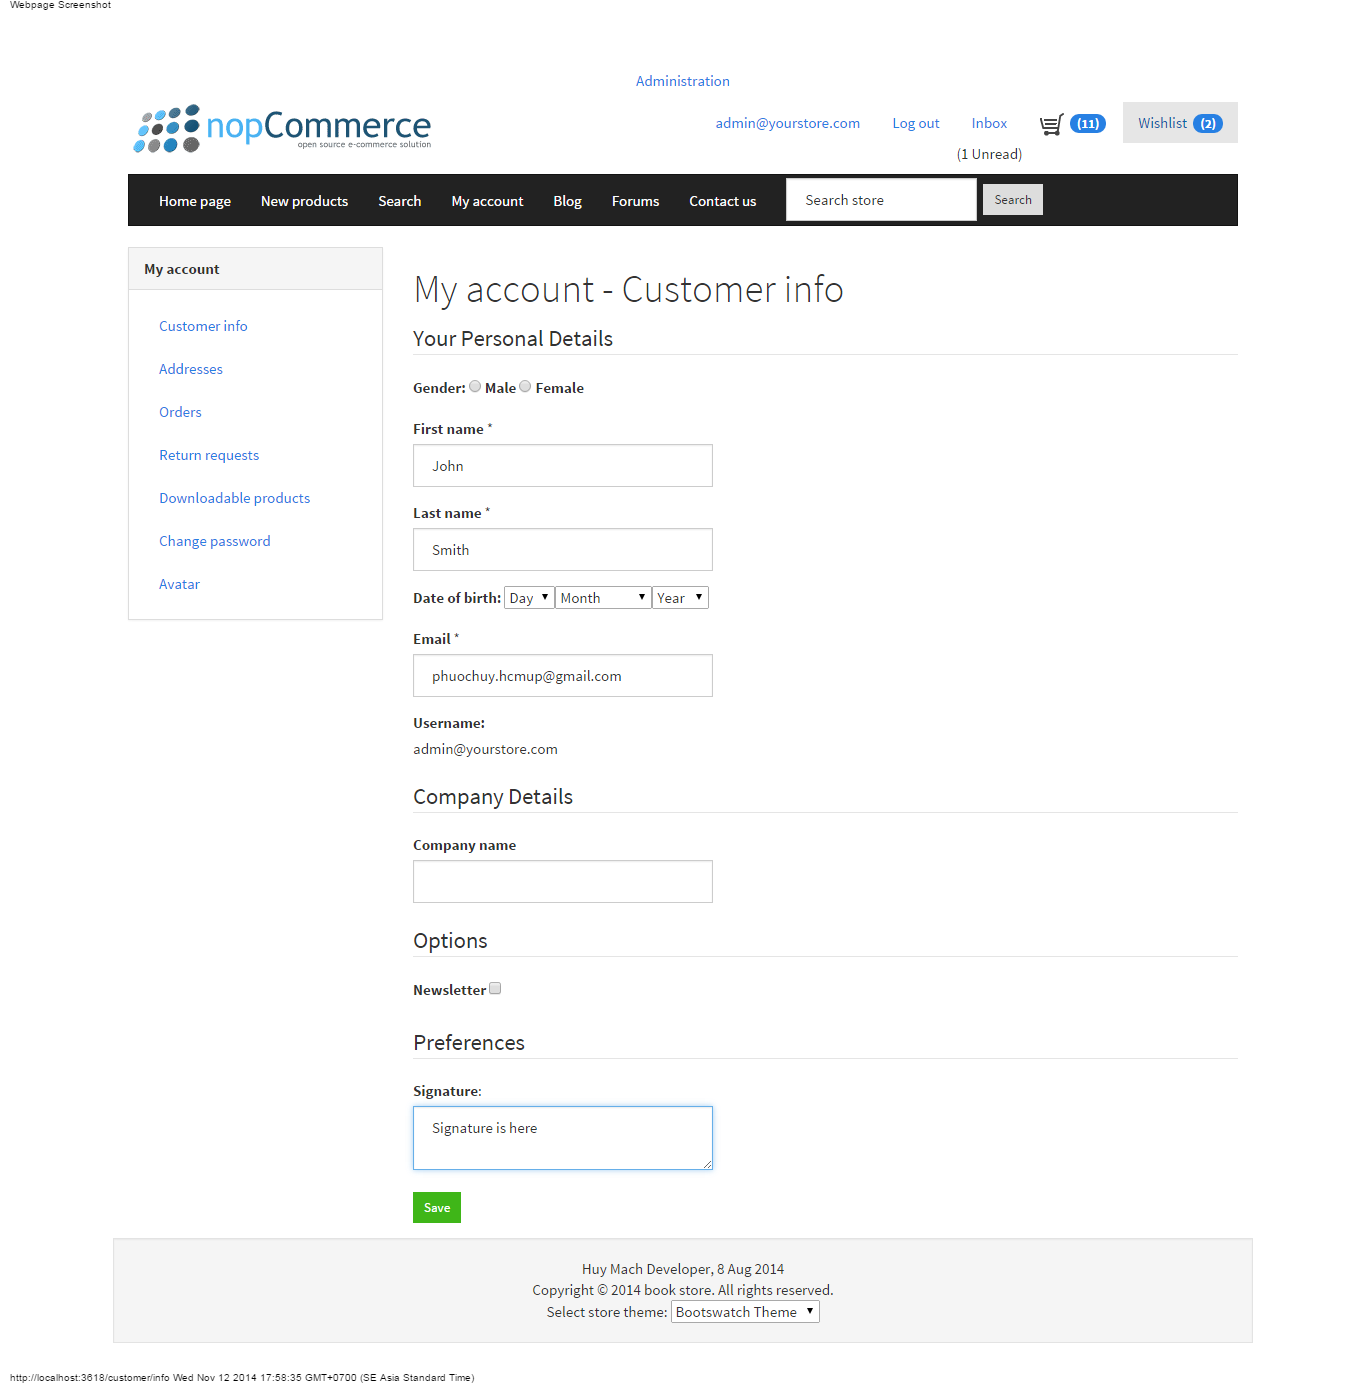 Webpage Screenshot
Administration
nopCommerce
open source e-commerce solution
admin@yourstore.com Log out Inbox (11) Wishlist (2)
(1 Unread)
Home page New products Search My account Blog Forums Contact us Search store Search
My account
Customer info
Addresses
Orders
Return requests
Downloadable products
Change password
Avatar
My account - Customer info
Your Personal Details
Gender: Male Female
First name *
John
Last name *
Smith
Date of birth: Day Month Year
Email *
phuochuy.hcmup@gmail.com
Username:
admin@yourstore.com
Company Details
Company name
Options
Newsletter
Preferences
Signature:
Signature is here
Save
Huy Mach Developer, 8 Aug 2014
Copyright © 2014 book store. All rights reserved.
Select store theme: Bootswatch Theme
http://localhost:3618/customer/info Wed Nov 12 2014 17:58:35 GMT+0700 (SE Asia Standard Time)